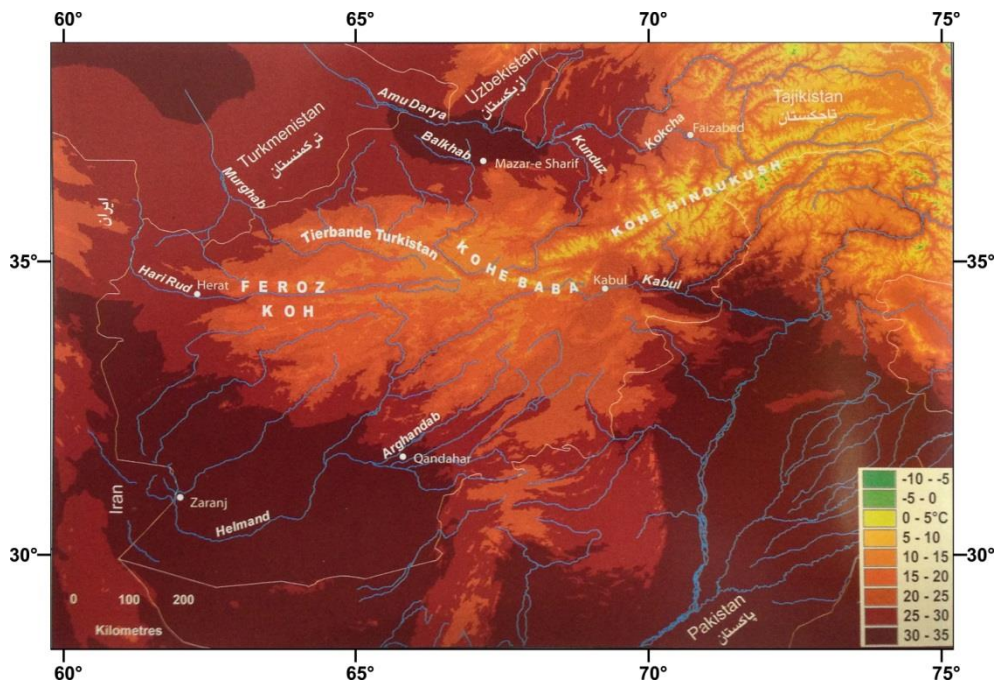 60°
65°
70°
75°
Uzbekistan
ازبکستان
Amu Darya
Tajikistan
تاجکستان
Turkmenistan
ترکمنستان
Kokcha
Faizabad
Balkhab
Kunduz
Mazar-e Sharif
Murghab
ایران
KOHE HINDUKUSH
Tierbande Turkistan
35°
35°
KOHE BABA
Hari Rud
Herat
FEROZ
KOH
Kabul
Kabul
Arghandab
Qandahar
Iran
Zaranj
Helmand
30°
30°
-10 - -5
-5 - 0
0 - 5°C
5 - 10
10 - 15
15 - 20
20 - 25
25 - 30
30 - 35
0 100 200
Kilometres
Pakistan
پاکستان
60°
65°
70°
75°